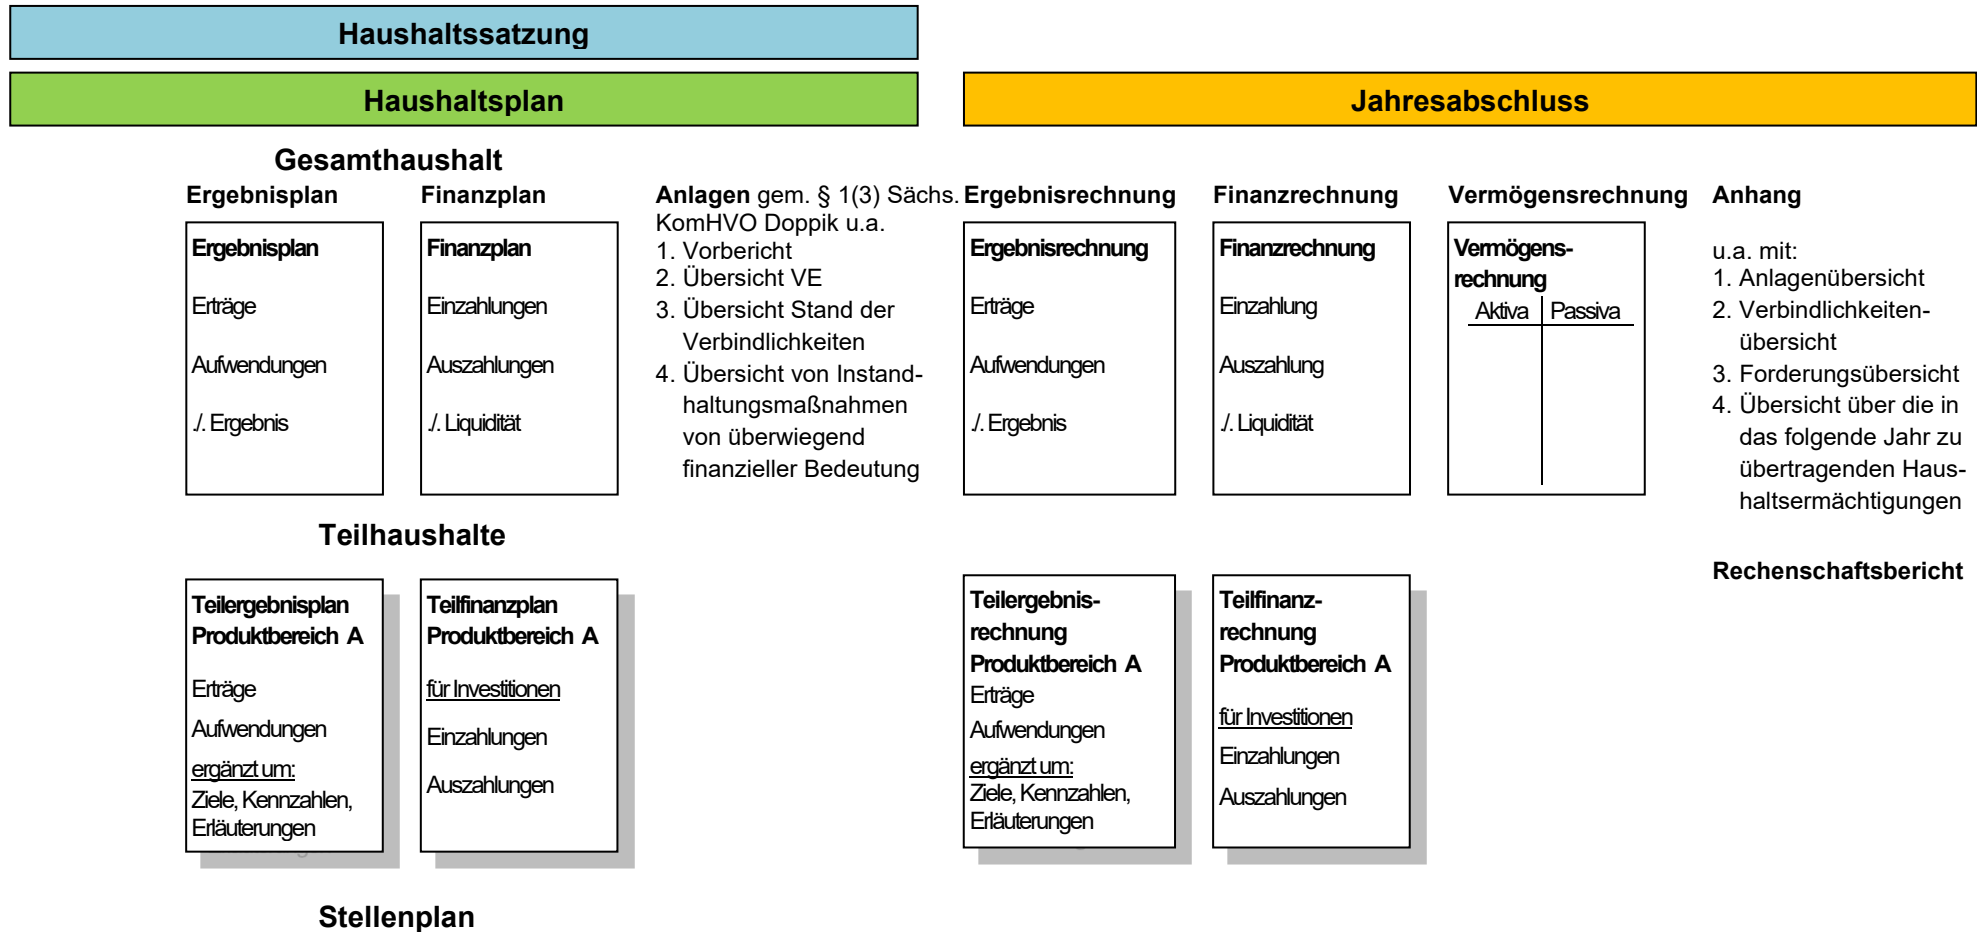 Haushaltssatzung
Haushaltsplan
Jahresabschluss
Gesamthaushalt
Ergebnisplan
Finanzplan
Anlagen gem. § 1(3) Sächs.
KomHVO Doppik u.a.
1. Vorbericht
2. Übersicht VE
3. Übersicht Stand der
Verbindlichkeiten
4. Übersicht von Instand-
haltungsmaßnahmen
von überwiegend
finanzieller Bedeutung
Ergebnisplan
Erträge
Aufwendungen
./. Ergebnis
Finanzplan
Einzahlungen
Auszahlungen
./. Liquidität
Ergebnisrechnung
Finanzrechnung
Vermögensrechnung
Anhang
Ergebnisrechnung
Erträge
Aufwendungen
./. Ergebnis
Finanzrechnung
Einzahlung
Auszahlung
./. Liquidität
Vermögens-
rechnung
Aktiva Passiva
u.a. mit:
1. Anlagenübersicht
2. Verbindlichkeiten-
übersicht
3. Forderungsübersicht
4. Übersicht über die in
das folgende Jahr zu
übertragenden Haus-
haltsermächtigungen
Rechenschaftsbericht
Teilhaushalte
Teilergebnisplan
Produktbereich A
Erträge
Aufwendungen
ergänzt um:
Ziele, Kennzahlen,
Erläuterungen
Teilfinanzplan
Produktbereich A
für Investitionen
Einzahlungen
Auszahlungen
Teilergebnis-
rechnung
Produktbereich A
Erträge
Aufwendungen
ergänzt um:
Ziele, Kennzahlen,
Erläuterungen
Teilfinanz-
rechnung
Produktbereich A
für Investitionen
Einzahlungen
Auszahlungen
Stellenplan